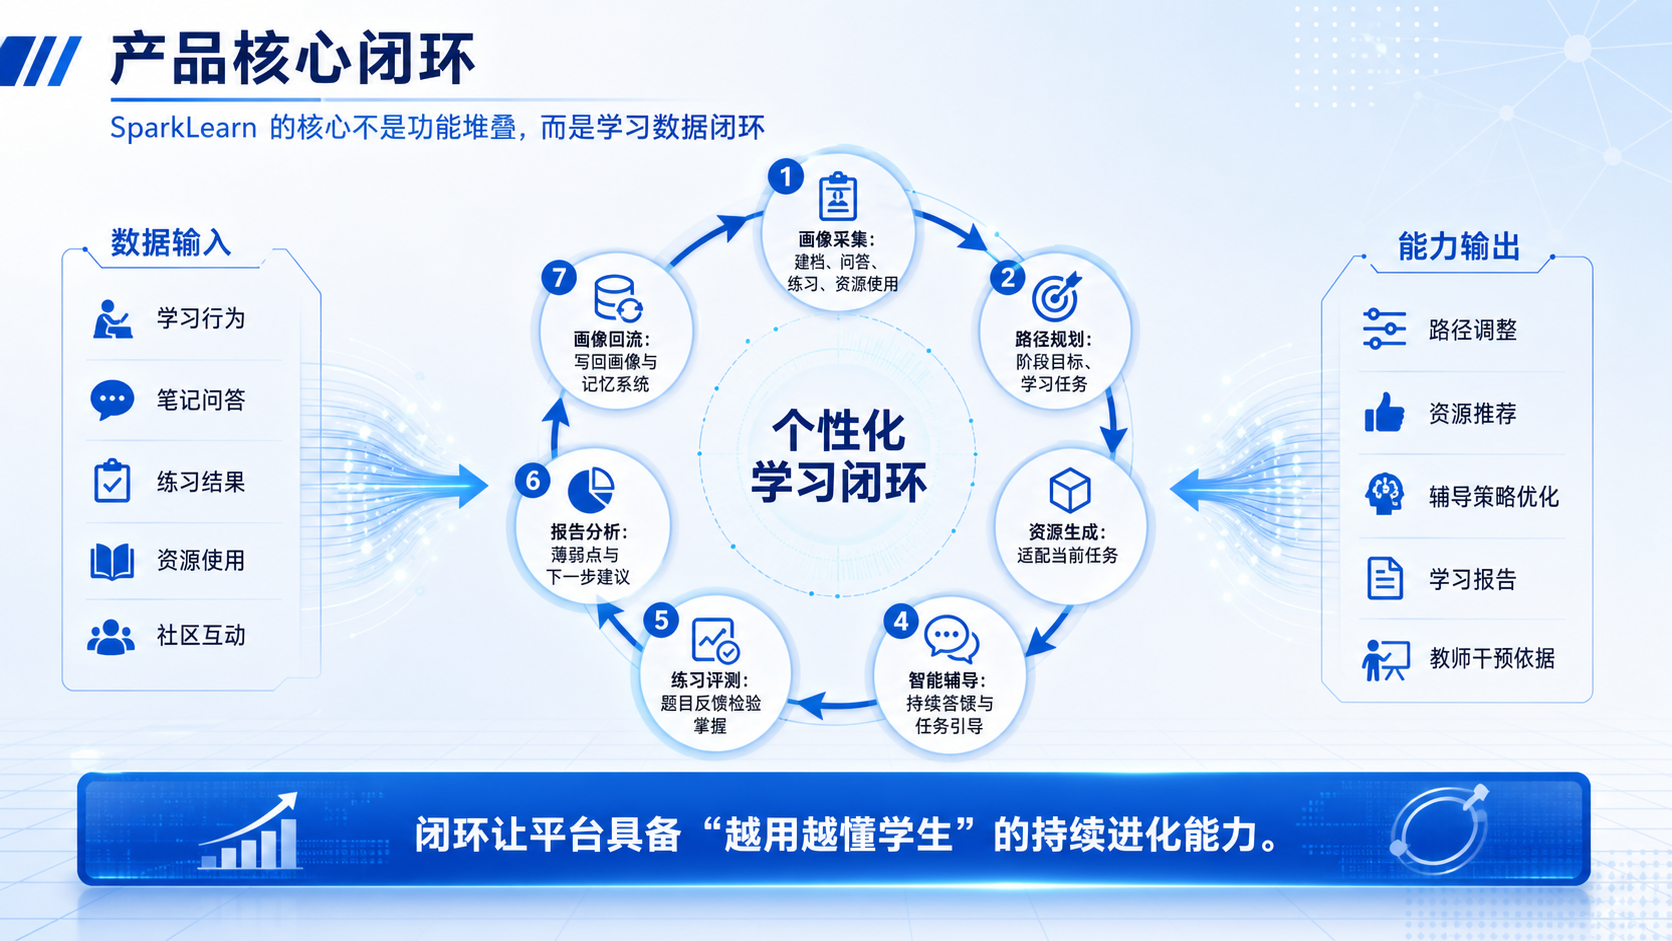 产品核心闭环
SparkLearn 的核心不是功能堆叠，而是学习数据闭环
数据输入
学习行为
笔记问答
练习结果
资源使用
社区互动
1
画像采集：
建档、问答、
练习、资源使用
2
路径规划：
阶段目标、
学习任务
资源生成：
适配当前任务
4
智能辅导：
持续答馈与
任务引导
5
练习评测：
题目反馈检验
掌握
6
报告分析：
薄弱点与
下一步建议
7
画像回流：
写回画像与
记忆系统
个性化
学习闭环
能力输出
路径调整
资源推荐
辅导策略优化
学习报告
教师干预依据
闭环让平台具备“越用越懂学生”的持续进化能力。